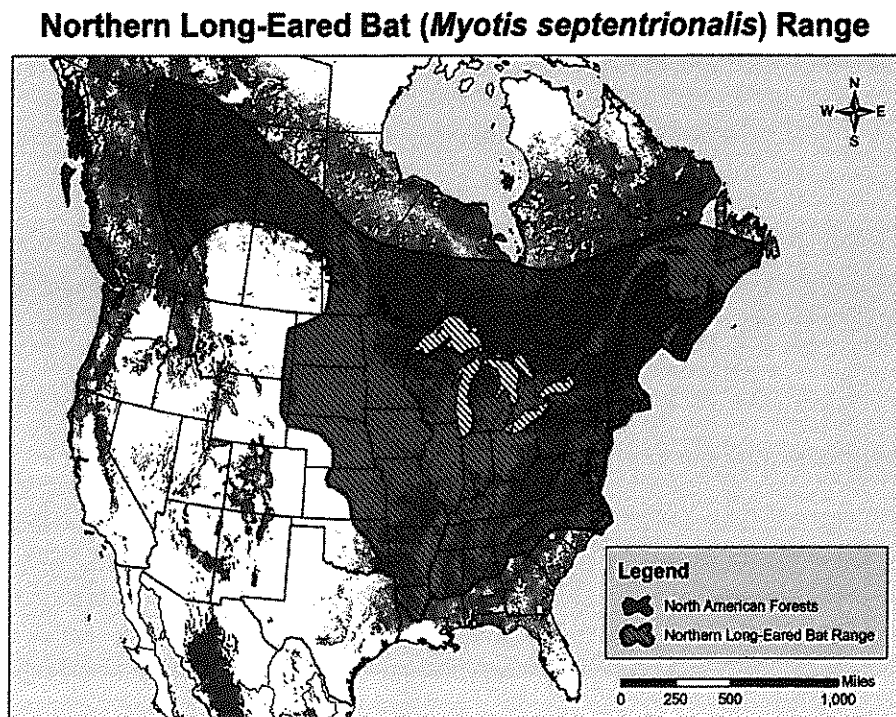 Northern Long-Eared Bat (Myotis septentrionalis) Range
N
W E
S
Legend
North American Forests
Northern Long-Eared Bat Range
Miles
0 250 500 1,000